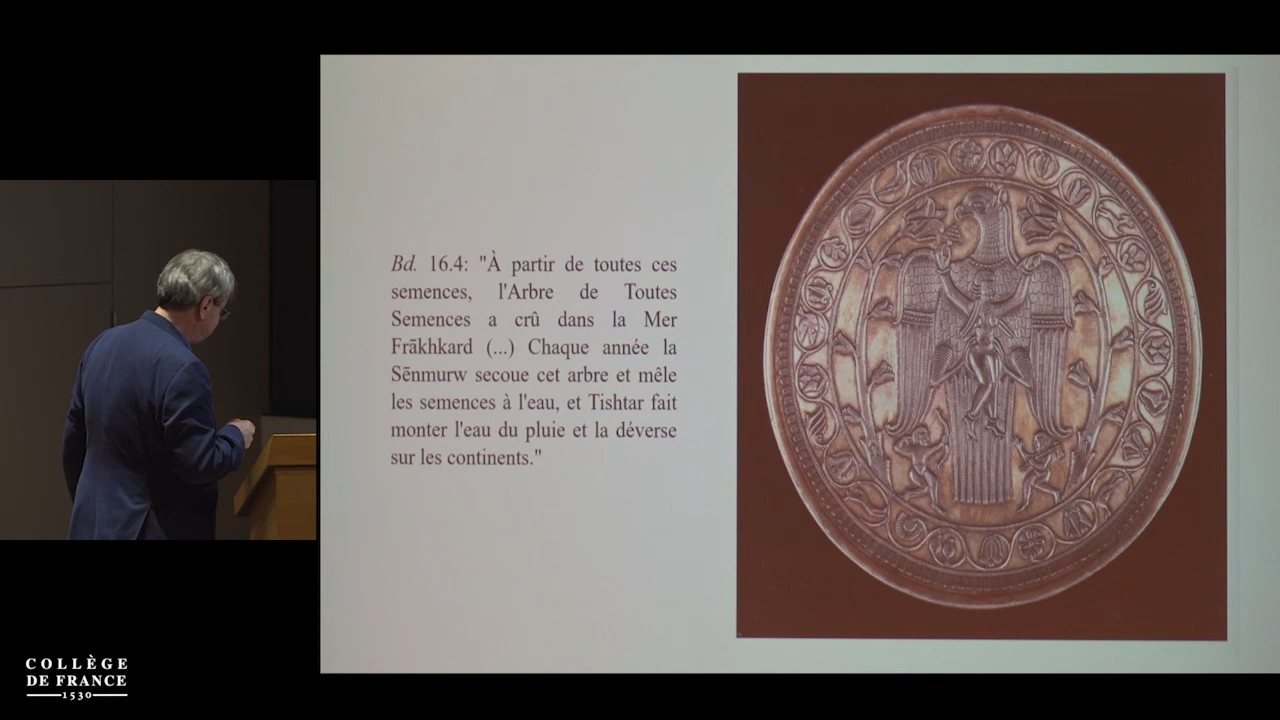 Bd. 16.4: "À partir de toutes ces
semences, l'Arbre de Toutes
Semences a crû dans la Mer
Frākhkard (...) Chaque année la
Sēnmurw secoue cet arbre et mêle
les semences à l'eau, et Tishtar fait
monter l'eau du pluie et la déverse
sur les continents."
COLLÈGE
DE FRANCE
1530